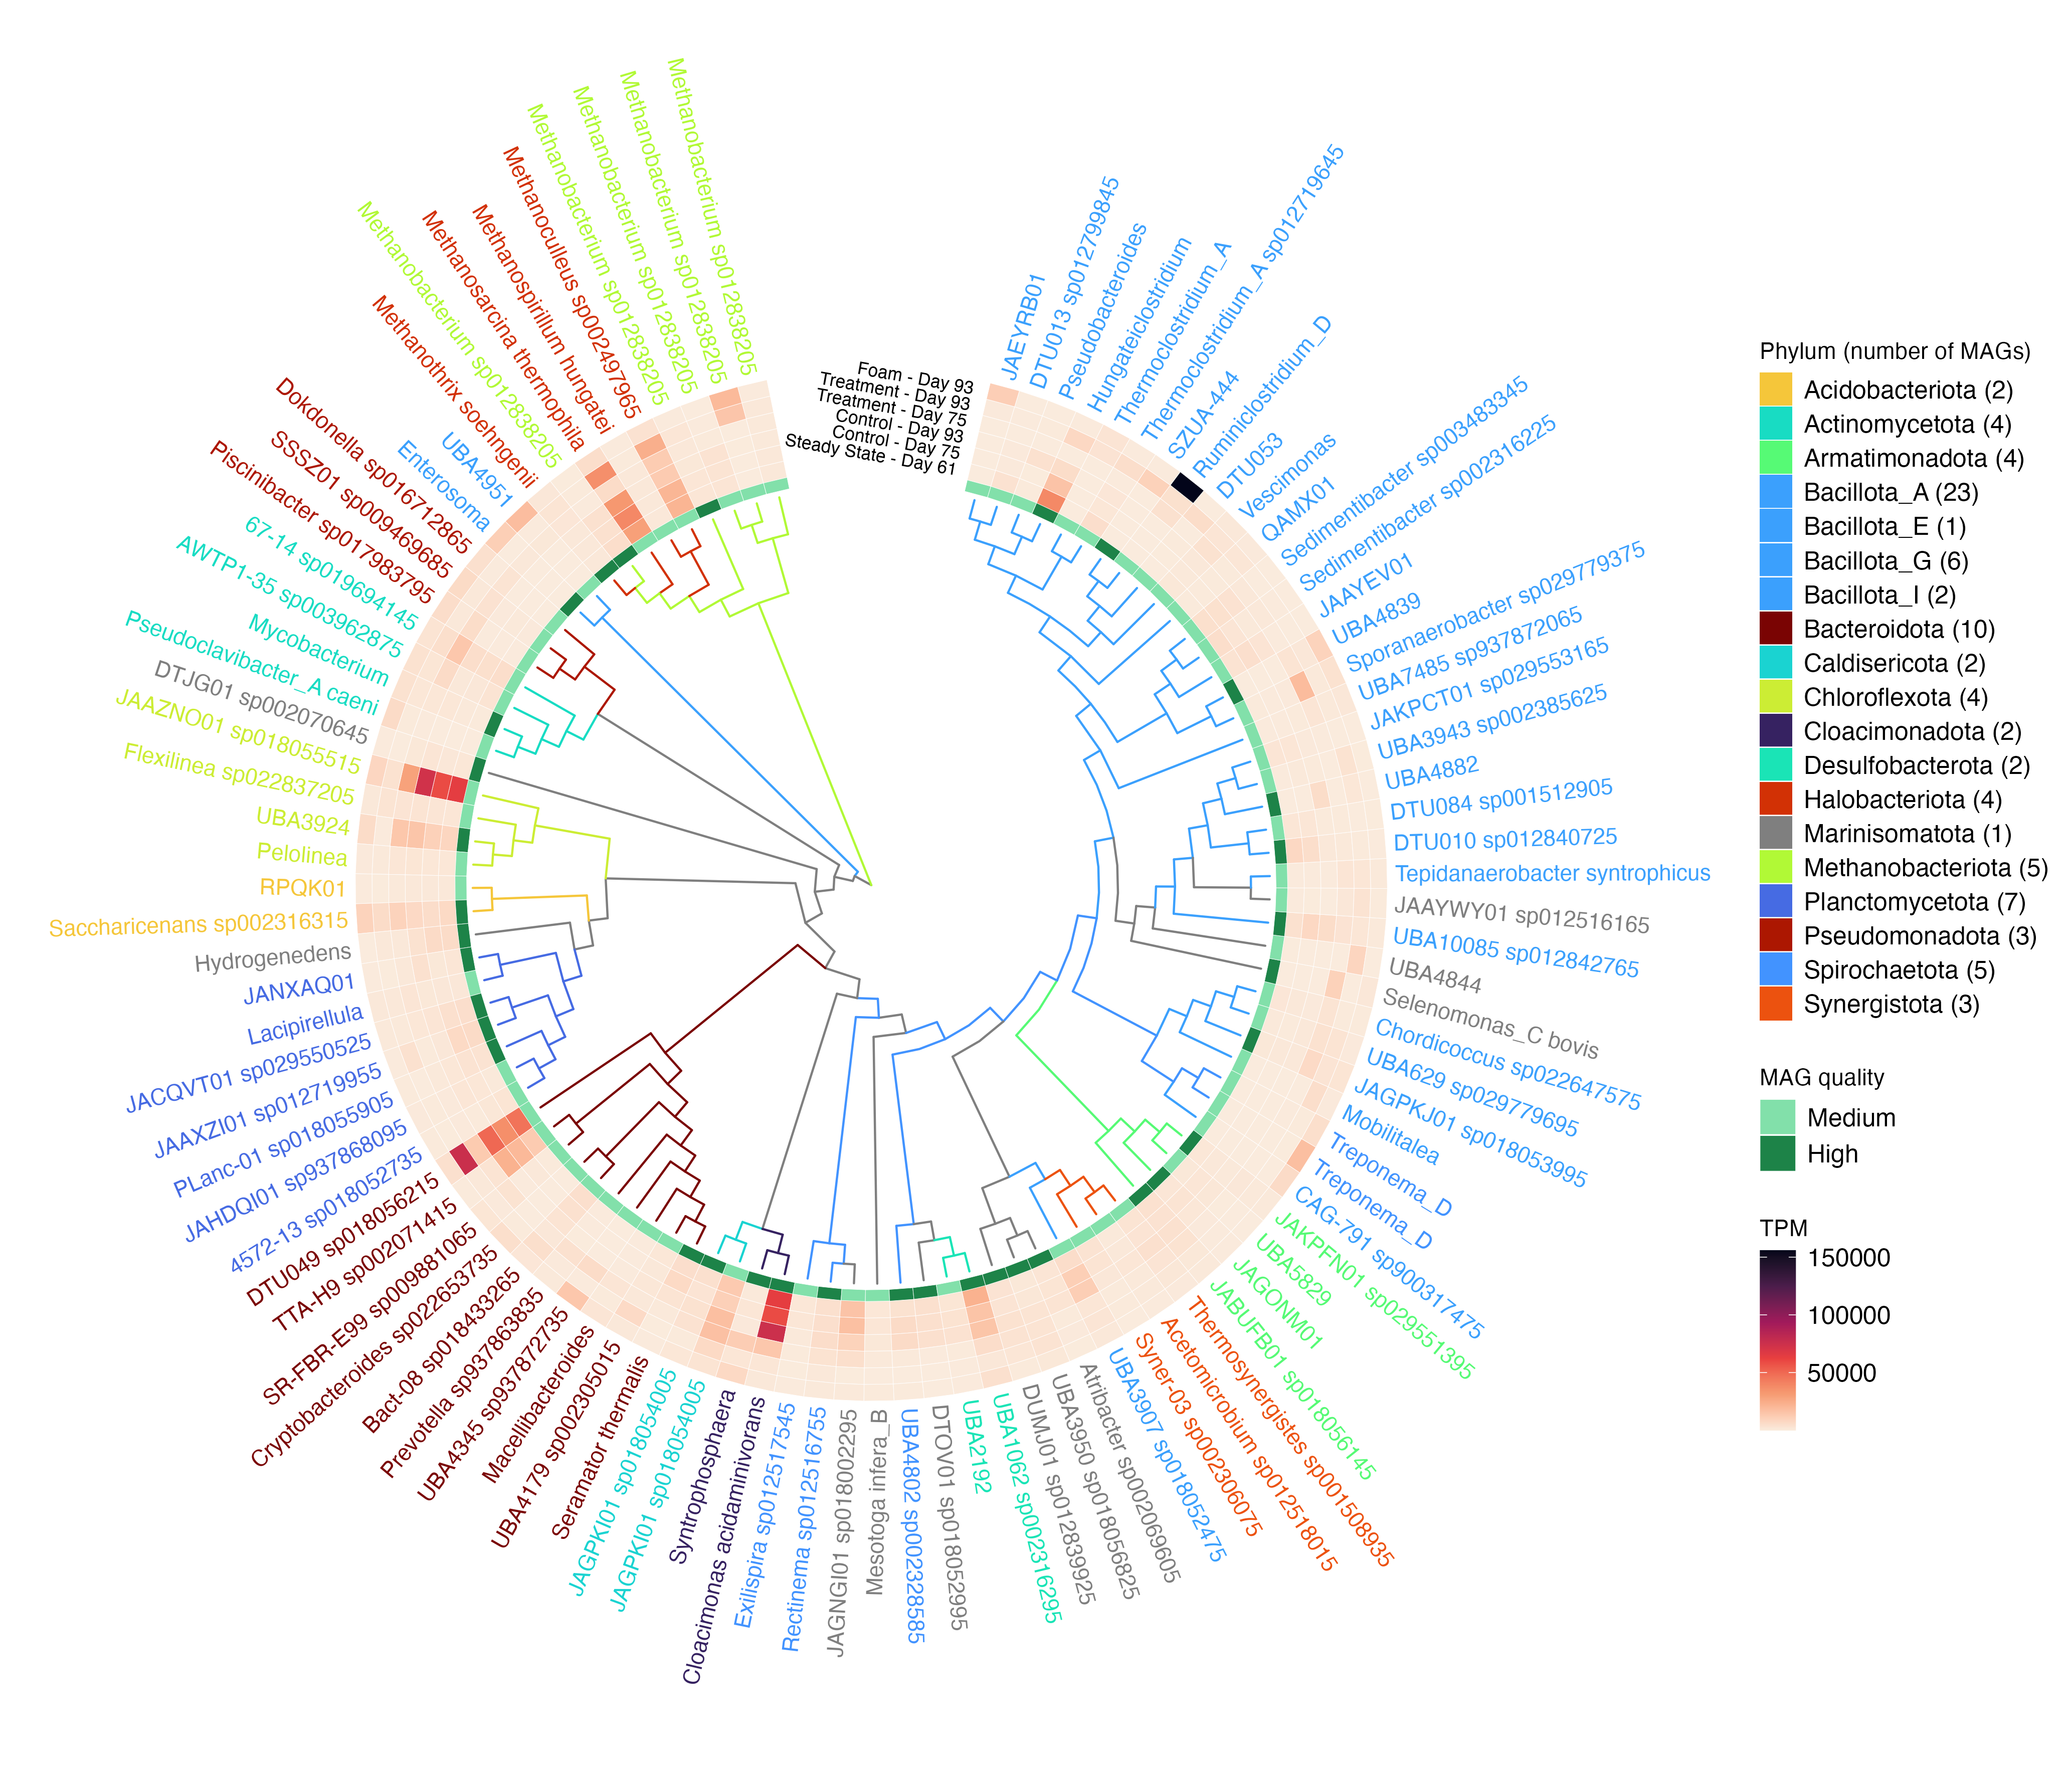 Methanobacterium sp012838205
Methanobacterium sp012838205
Methanobacterium sp012838205
Methanobacterium sp012838205
Methanoculleus sp002497965
Methanospirillum hungatei
Methanosarcina thermophila
Methanobacterium sp012838205
Methanothrix soehngenii
UBA4951
Enterosoma
Dokdonella sp016712865
SSSZ01 sp009469685
Piscinibacter sp017983795
67-14 sp019694145
AWTP1-35 sp003962875
Mycobacterium
Pseudoclavibacter_A caeni
DTJG01 sp002070645
JAAZNO01 sp018055515
Flexilinea sp022837205
UBA3924
Pelolinea
RPQK01
Saccharicenans sp002316315
Hydrogenedens
JANXAQ01
Lacipirellula
JACQVT01 sp029550525
JAAXZI01 sp012719955
PLanc-01 sp018055905
JAHDQI01 sp937868095
4572-13 sp018052735
DTU049 sp018056215
TTA-H9 sp002071415
SR-FBR-E99 sp009881065
Cryptobacteroides sp022653735
Bact-08 sp018433265
Prevotella sp937863835
UBA4345 sp937872735
Macellibacteroides
UBA4179 sp002305015
Seramator thermalis
JAGPKI01 sp018054005
JAGPKI01 sp018054005
Syntrophosphaera
Cloacimonas acidaminivorans
Exilispira sp012517545
Rectinema sp012516755
JAGNGI01 sp018002295
Mesotoga infera_B
UBA4802 sp002328585
DTOV01 sp018052995
UBA2192
UBA1062 sp002316295
DUMJ01 sp012839925
UBA3950 sp018056825
Atribacter sp002069605
UBA3907 sp018052475
Syner-03 sp002306075
Acetomicrobium sp012518015
Thermosynergistes sp001508935
JABUFB01 sp018056145
JAGONM01
UBA5829
JAKPFN01 sp029551395
CAG-791 sp900317475
Treponema_D
Treponema_D
Mobilitalea
JAGPKJ01 sp018053995
UBA629 sp029779695
Chordicoccus sp022647575
Selenomonas_C bovis
UBA4844
UBA10085 sp012842765
JAAYWY01 sp012516165
Tepidanaerobacter syntrophicus
DTU010 sp012840725
DTU084 sp001512905
UBA4882
UBA3943 sp002385625
JAKPCT01 sp029553165
UBA7485 sp937872065
Sporanaerobacter sp029779375
UBA4839
JAAYEV01
Sedimentibacter sp002316225
Sedimentibacter sp003483345
QAMX01
Vescimonas
DTU053
Ruminiclostridium_D
SZUA-444
Thermoclostridium_A sp012719645
Thermoclostridium_A
Hungateiclostridium
Pseudobacteroides
DTU013 sp012799845
JAEYRB01
Foam - Day 93
Treatment - Day 93
Treatment - Day 75
Control - Day 93
Control - Day 75
Steady State - Day 61
Phylum (number of MAGs)
Acidobacteriota (2)
Actinomycetota (4)
Armatimonadota (4)
Bacillota_A (23)
Bacillota_E (1)
Bacillota_G (6)
Bacillota_I (2)
Bacteroidota (10)
Caldisericota (2)
Chloroflexota (4)
Cloacimonadota (2)
Desulfobacterota (2)
Halobacteriota (4)
Marinisomatota (1)
Methanobacteriota (5)
Planctomycetota (7)
Pseudomonadota (3)
Spirochaetota (5)
Synergistota (3)
MAG quality
Medium
High
TPM
150000
100000
50000